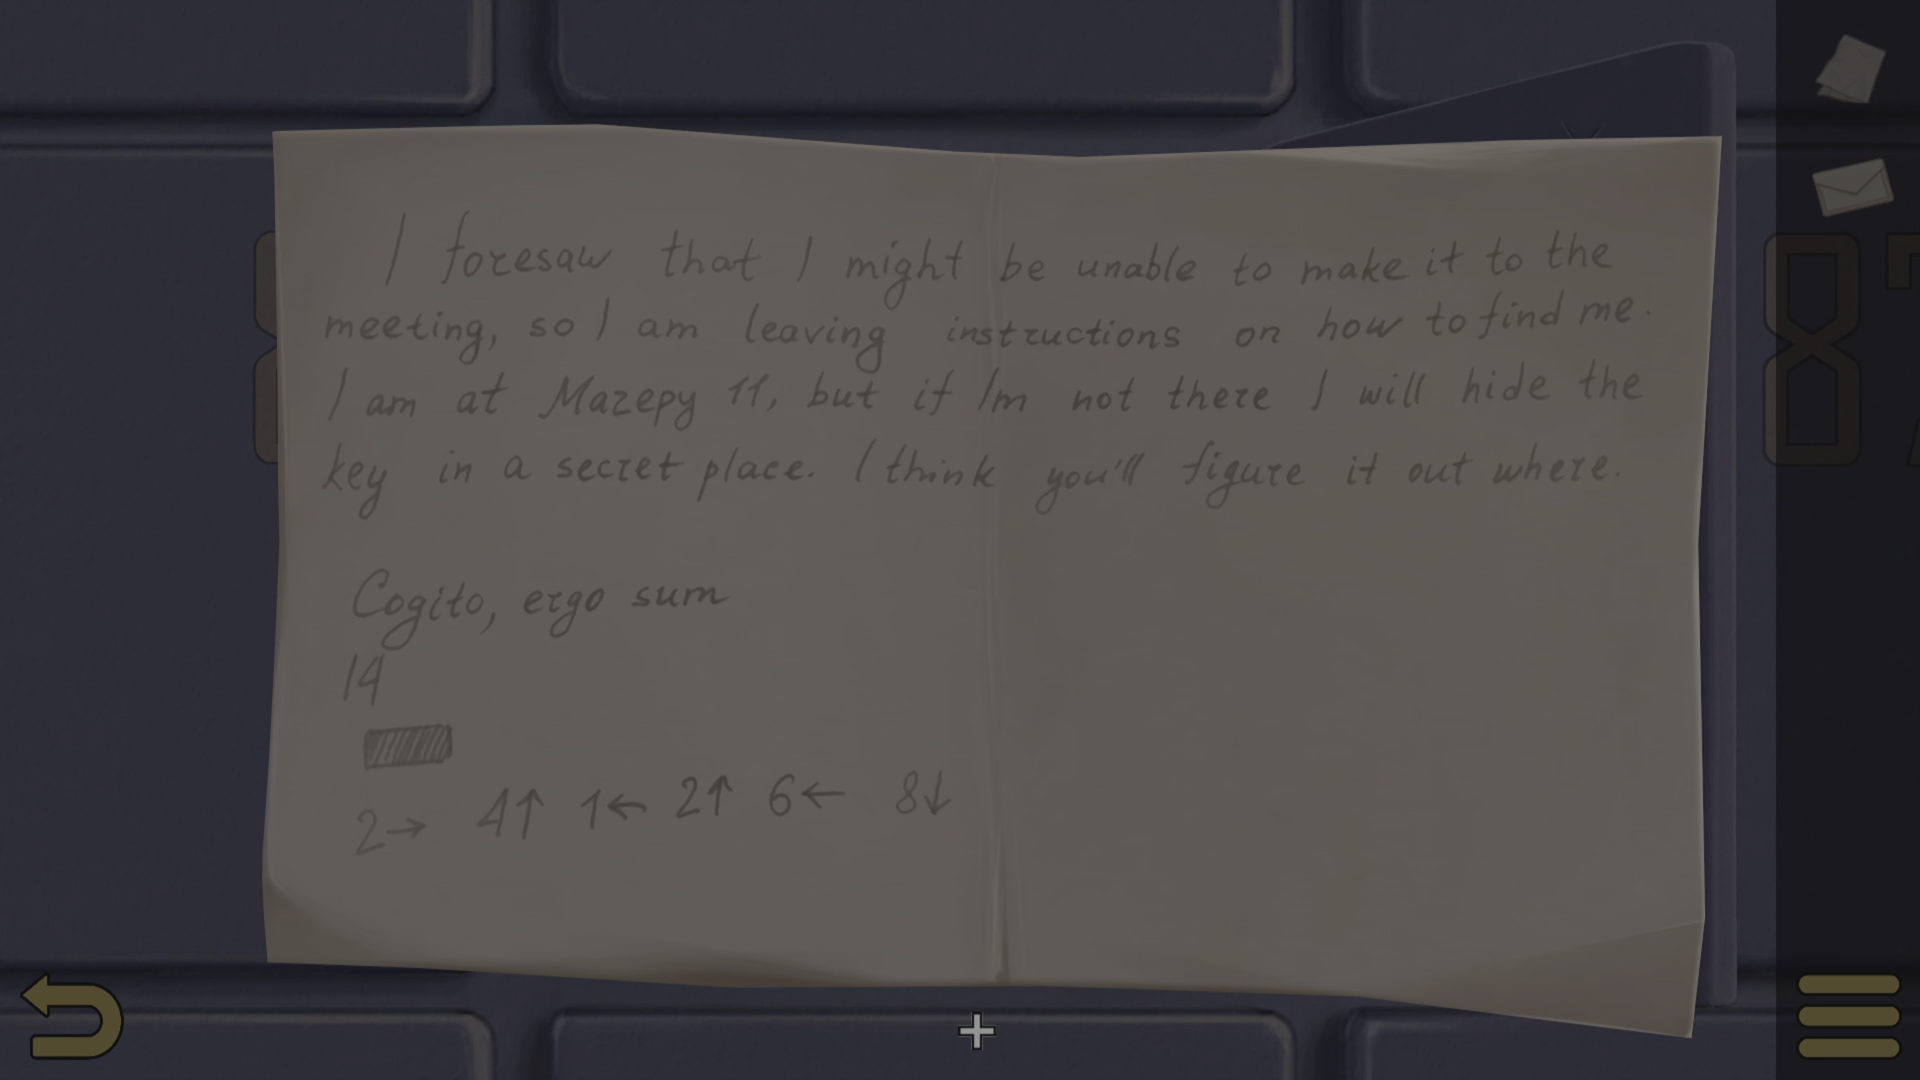 I foresaw that I might be unable to make it to the
meeting, so I am leaving instructions on how to find me.
I am at Mazepy 11, but if Im not there I will hide the
key in a secret place. I think you'll figure it out where.
Cogito, ergo sum
14
2→ 4↑ 1← 2↑ 6← 8↓